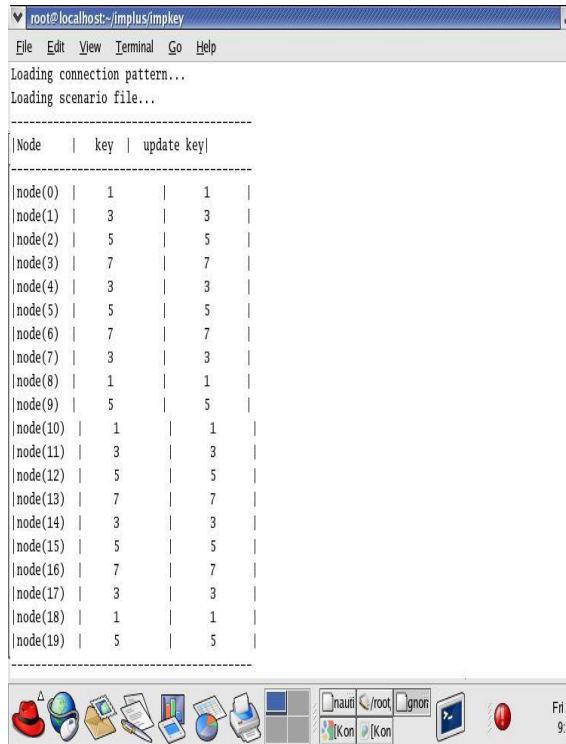 root@localhost:~/implus/impkey
File Edit View Terminal Go Help
Loading connection pattern...
Loading scenario file...
-----------------------------------------
|Node | key | update key|
-----------------------------------------
|node(0) | 1 | 1 |
|node(1) | 3 | 3 |
|node(2) | 5 | 5 |
|node(3) | 7 | 7 |
|node(4) | 3 | 3 |
|node(5) | 5 | 5 |
|node(6) | 7 | 7 |
|node(7) | 3 | 3 |
|node(8) | 1 | 1 |
|node(9) | 5 | 5 |
|node(10) | 1 | 1 |
|node(11) | 3 | 3 |
|node(12) | 5 | 5 |
|node(13) | 7 | 7 |
|node(14) | 3 | 3 |
|node(15) | 5 | 5 |
|node(16) | 7 | 7 |
|node(17) | 3 | 3 |
|node(18) | 1 | 1 |
|node(19) | 5 | 5 |
-----------------------------------------
nauti /root, gnon Fri
[Kon [Kon 9: